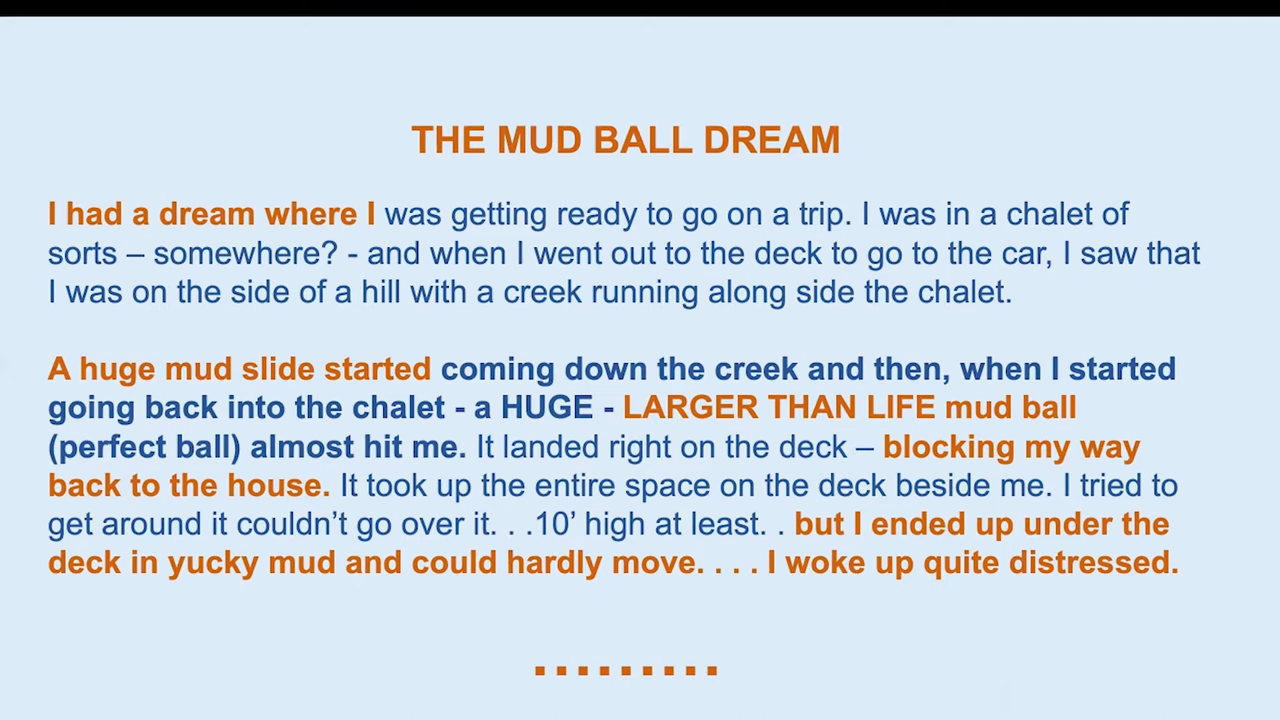 THE MUD BALL DREAM
I had a dream where I was getting ready to go on a trip. I was in a chalet of
sorts – somewhere? - and when I went out to the deck to go to the car, I saw that
I was on the side of a hill with a creek running along side the chalet.
A huge mud slide started coming down the creek and then, when I started
going back into the chalet - a HUGE - LARGER THAN LIFE mud ball
(perfect ball) almost hit me. It landed right on the deck – blocking my way
back to the house. It took up the entire space on the deck beside me. I tried to
get around it couldn’t go over it. . .10’ high at least. . but I ended up under the
deck in yucky mud and could hardly move. . . . I woke up quite distressed.
. . . . . . . . .